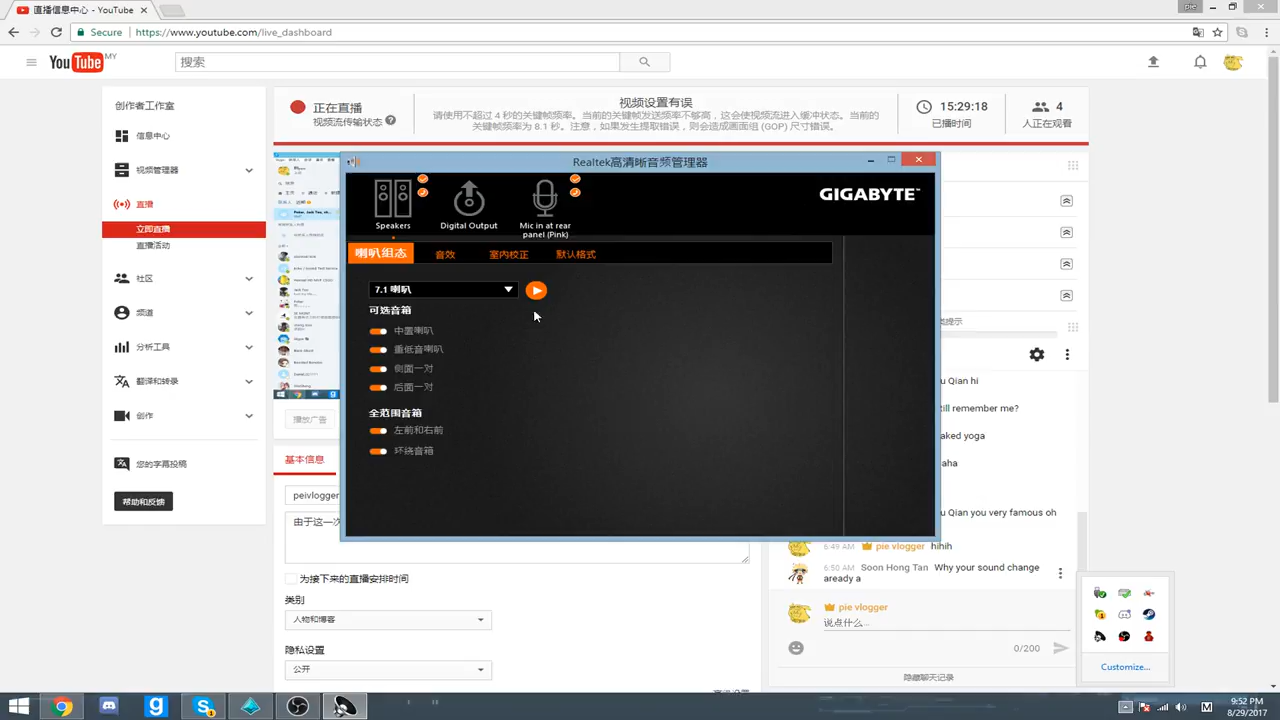 直播信息中心 - YouTube
Secure
https://www.youtube.com/live_dashboard
YouTube MY
搜索
创作者工作室
信息中心
视频管理器
直播
立即直播
直播活动
社区
频道
分析工具
翻译和转录
创作
您的字幕投稿
帮助和反馈
正在直播
视频流传输状态
视频设置有误
请使用不超过 4 秒的关键帧频率。当前的关键帧发送频率不够高，这会使视频流进入缓冲状态。当前的
关键帧频率为 8.1 秒。注意，如果发生提取错误，则会造成画面组 (GOP) 尺寸错误。
15:29:18
已播时间
4
人正在观看
Realtek高清晰音频管理器
GIGABYTE™
Speakers
Digital Output
Mic in at rear
panel (Pink)
喇叭组态
音效
室内校正
默认格式
7.1 喇叭
可选音箱
中置喇叭
重低音喇叭
侧面一对
后面一对
全范围音箱
左前和右前
环绕音箱
播放广告
基本信息
peivlogger
由于这一次
为接下来的直播安排时间
类别
人物和博客
隐私设置
公开
提示
u Qian hi
till remember me?
aked yoga
aha
u Qian you very famous oh
6:49 AM pie vlogger hihih
6:50 AM Soon Hong Tan Why your sound change
aready a
pie vlogger
说点什么...
0/200
隐藏聊天记录
Customize...
9:52 PM
8/29/2017